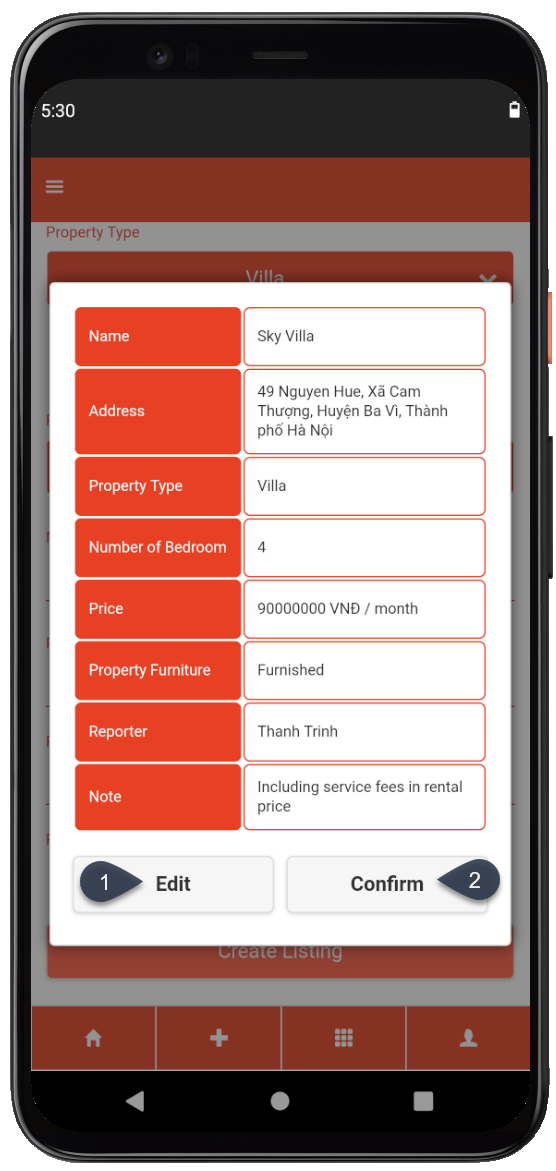 5:30
Property Type
Villa
Name
Sky Villa
Address
49 Nguyen Hue, Xã Cam
Thượng, Huyện Ba Vì, Thành
phố Hà Nội
Property Type
Villa
Number of Bedroom
4
Price
90000000 VNĐ / month
Property Furniture
Furnished
Reporter
Thanh Trinh
Note
Including service fees in rental
price
1
Edit
Confirm
2
Create Listing